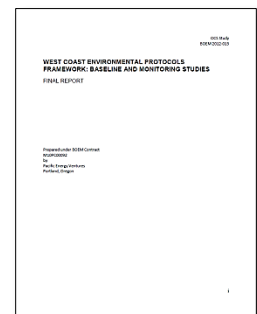 OCS Study
BOEM 2012-013
WEST COAST ENVIRONMENTAL PROTOCOLS
FRAMEWORK: BASELINE AND MONITORING STUDIES
FINAL REPORT
Prepared under BOEM Contract
M10PC00092
by
Pacific Energy Ventures
Portland, Oregon
i